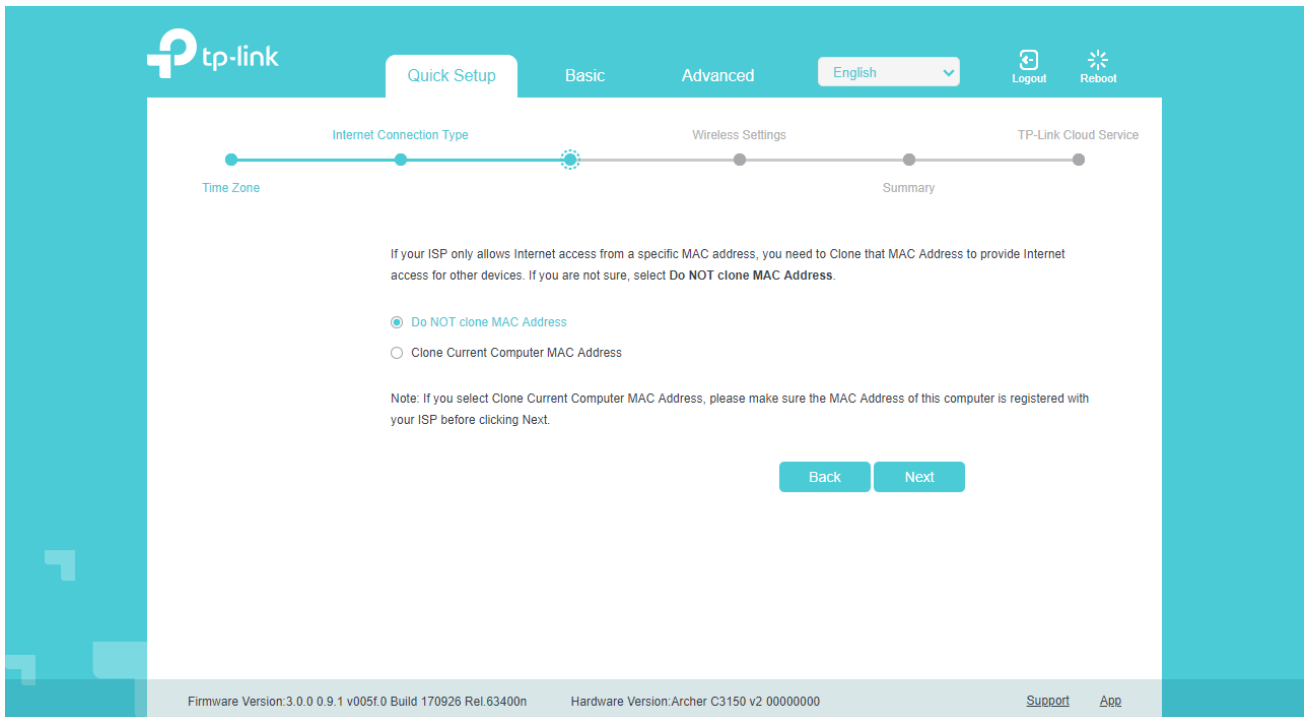 tp-link
Quick Setup
Basic
Advanced
English
Logout
Reboot
Internet Connection Type
Wireless Settings
TP-Link Cloud Service
Time Zone
Summary
If your ISP only allows Internet access from a specific MAC address, you need to Clone that MAC Address to provide Internet
access for other devices. If you are not sure, select Do NOT clone MAC Address.
Do NOT clone MAC Address
Clone Current Computer MAC Address
Note: If you select Clone Current Computer MAC Address, please make sure the MAC Address of this computer is registered with
your ISP before clicking Next.
Back
Next
Firmware Version:3.0.0 0.9.1 v005f.0 Build 170926 Rel.63400n
Hardware Version:Archer C3150 v2 00000000
Support
App